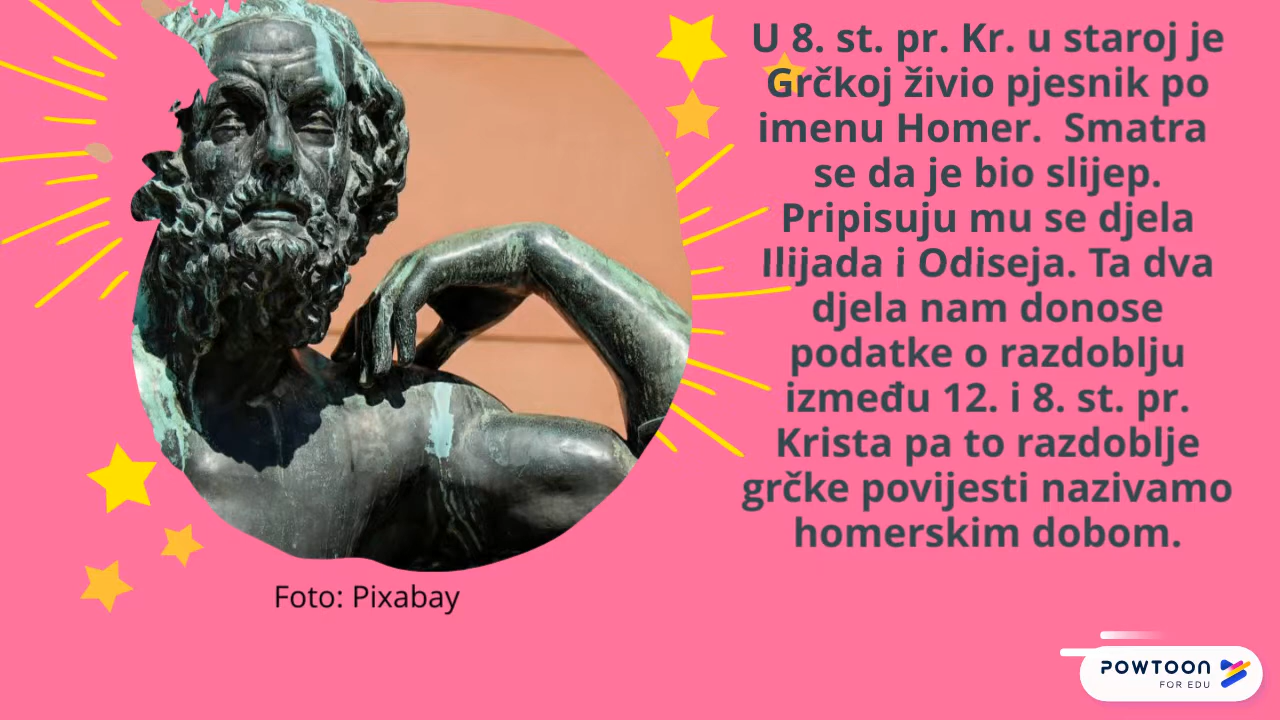 U 8. st. pr. Kr. u staroj je
Grčkoj živio pjesnik po
imenu Homer.  Smatra
se da je bio slijep.
Pripisuju mu se djela
Ilijada i Odiseja. Ta dva
djela nam donose
podatke o razdoblju
između 12. i 8. st. pr.
Krista pa to razdoblje
grčke povijesti nazivamo
homerskim dobom.
Foto: Pixabay
POWTOON
FOR EDU